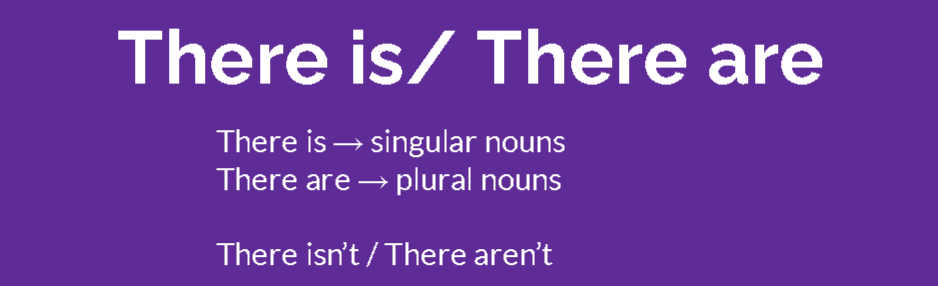 There is/ There are
There is → singular nouns
There are → plural nouns
There isn’t / There aren’t